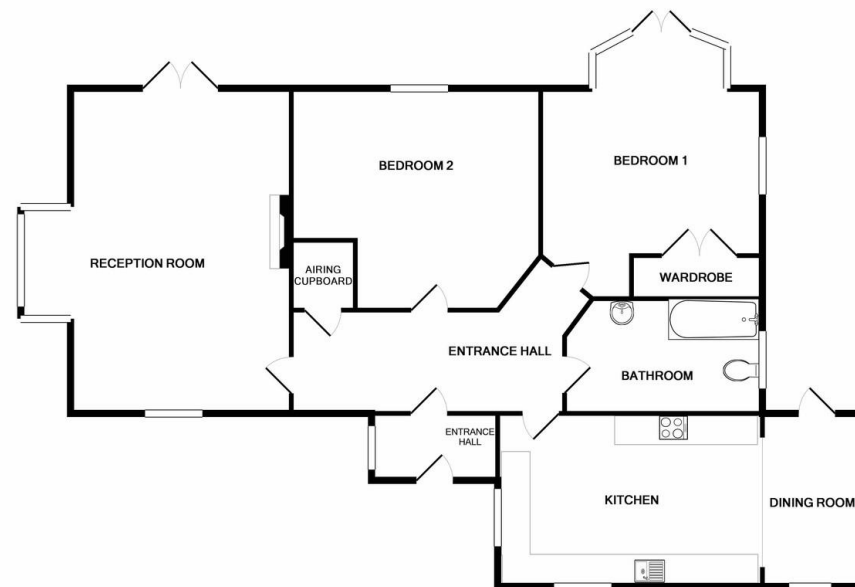 BEDROOM 2
BEDROOM 1
RECEPTION ROOM
AIRING
CUPBOARD
WARDROBE
ENTRANCE HALL
BATHROOM
ENTRANCE
HALL
KITCHEN
DINING ROOM